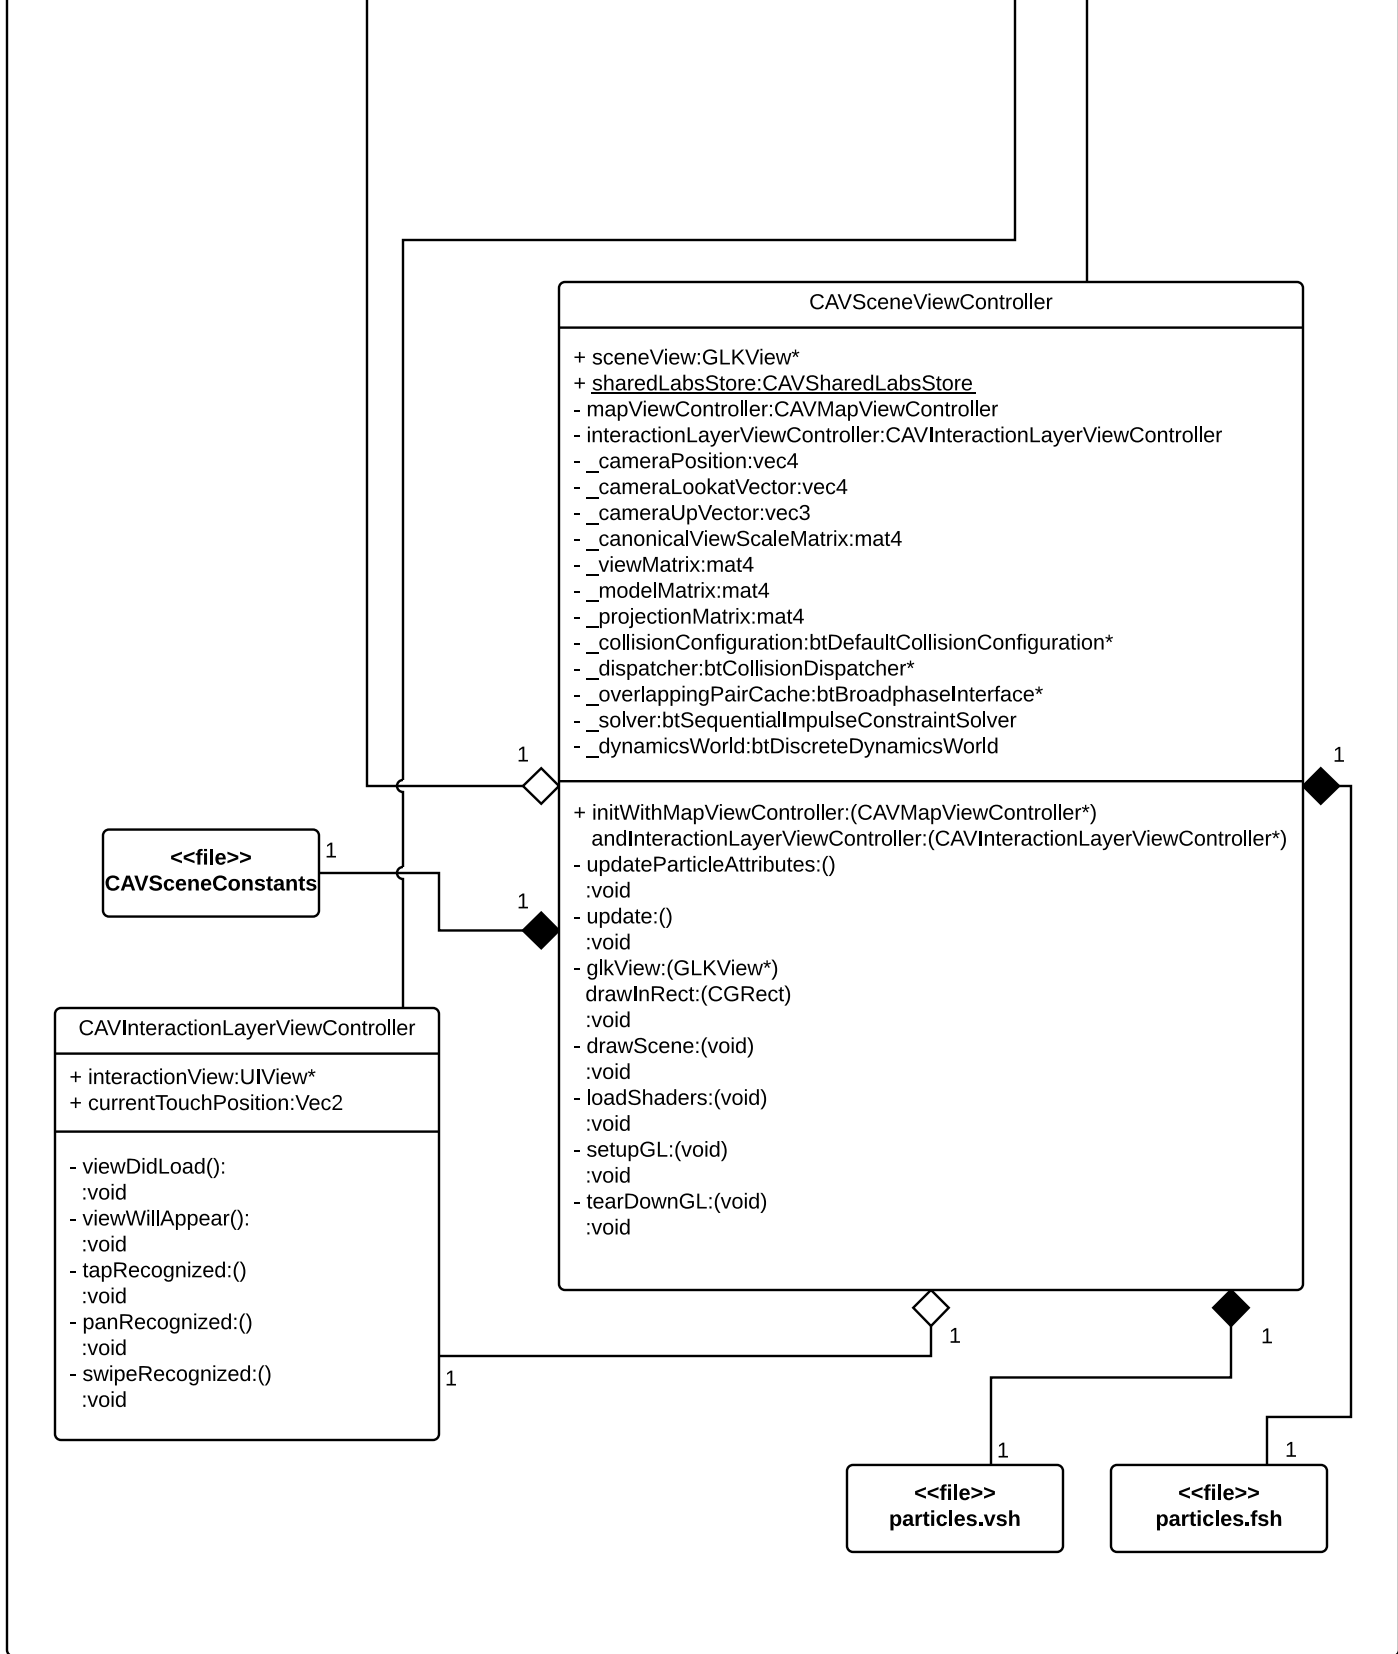 CAVSceneViewController
+ sceneView:GLKView*
+ sharedLabsStore:CAVSharedLabsStore
- mapViewController:CAVMapViewController
- interactionLayerViewController:CAVInteractionLayerViewController
- _cameraPosition:vec4
- _cameraLookatVector:vec4
- _cameraUpVector:vec3
- _canonicalViewScaleMatrix:mat4
- _viewMatrix:mat4
- _modelMatrix:mat4
- _projectionMatrix:mat4
- _collisionConfiguration:btDefaultCollisionConfiguration*
- _dispatcher:btCollisionDispatcher*
- _overlappingPairCache:btBroadphaseInterface*
- _solver:btSequentialImpulseConstraintSolver
- _dynamicsWorld:btDiscreteDynamicsWorld
1
1
+ initWithMapViewController:(CAVMapViewController*)
andInteractionLayerViewController:(CAVInteractionLayerViewController*)
- updateParticleAttributes:()
:void
- update:()
:void
- glkView:(GLKView*)
drawInRect:(CGRect)
:void
- drawScene:(void)
:void
- loadShaders:(void)
:void
- setupGL:(void)
:void
- tearDownGL:(void)
:void
<<file>>
CAVSceneConstants
1
1
CAVInteractionLayerViewController
+ interactionView:UIView*
+ currentTouchPosition:Vec2
- viewDidLoad():
:void
- viewWillAppear():
:void
- tapRecognized:()
:void
- panRecognized:()
:void
- swipeRecognized:()
:void
1
1
1
1
<<file>>
particles.vsh
1
<<file>>
particles.fsh